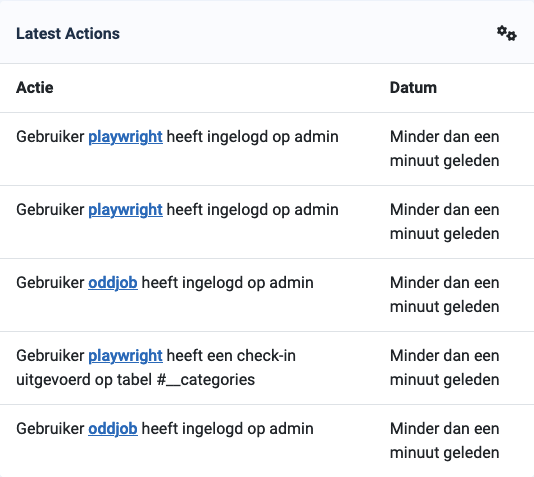 Latest Actions
Actie Datum
Gebruiker playwright heeft ingelogd op admin Minder dan een
minuut geleden
Gebruiker playwright heeft ingelogd op admin Minder dan een
minuut geleden
Gebruiker oddjob heeft ingelogd op admin Minder dan een
minuut geleden
Gebruiker playwright heeft een check-in Minder dan een
uitgevoerd op tabel #__categories minuut geleden
Gebruiker oddjob heeft ingelogd op admin Minder dan een
minuut geleden